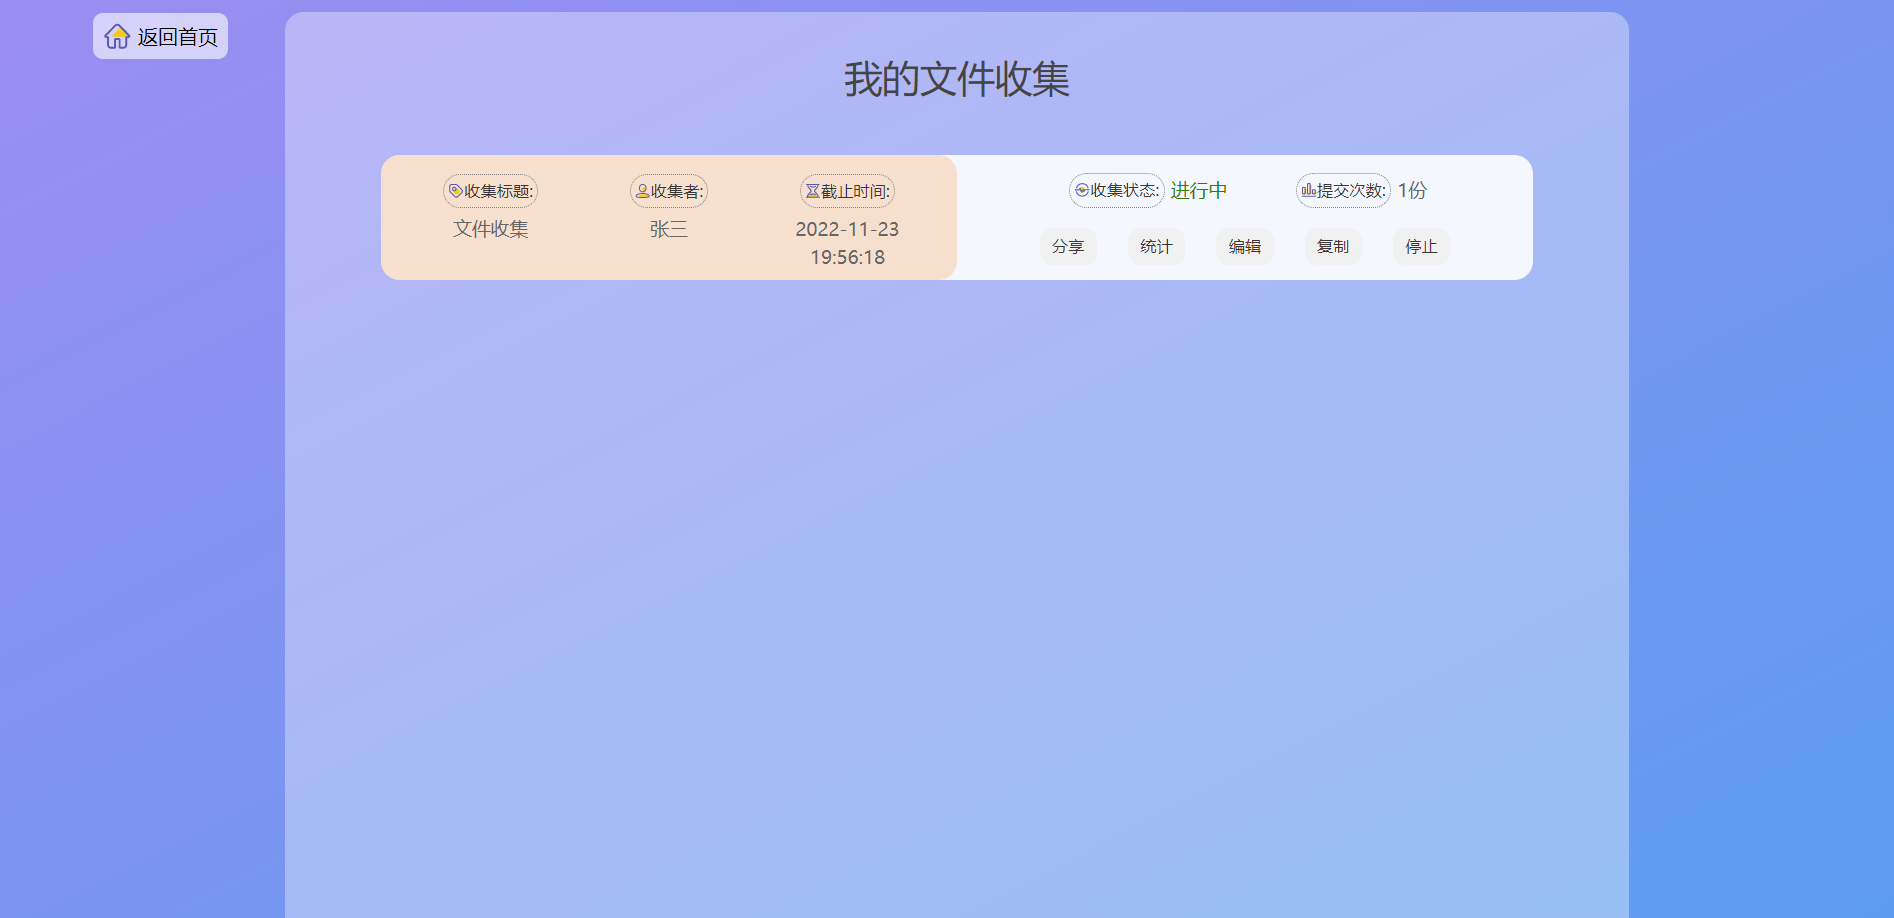 返回首页
我的文件收集
收集标题:
文件收集
收集者:
张三
截止时间:
2022-11-23
19:56:18
收集状态: 进行中
提交次数: 1份
分享 统计 编辑 复制 停止